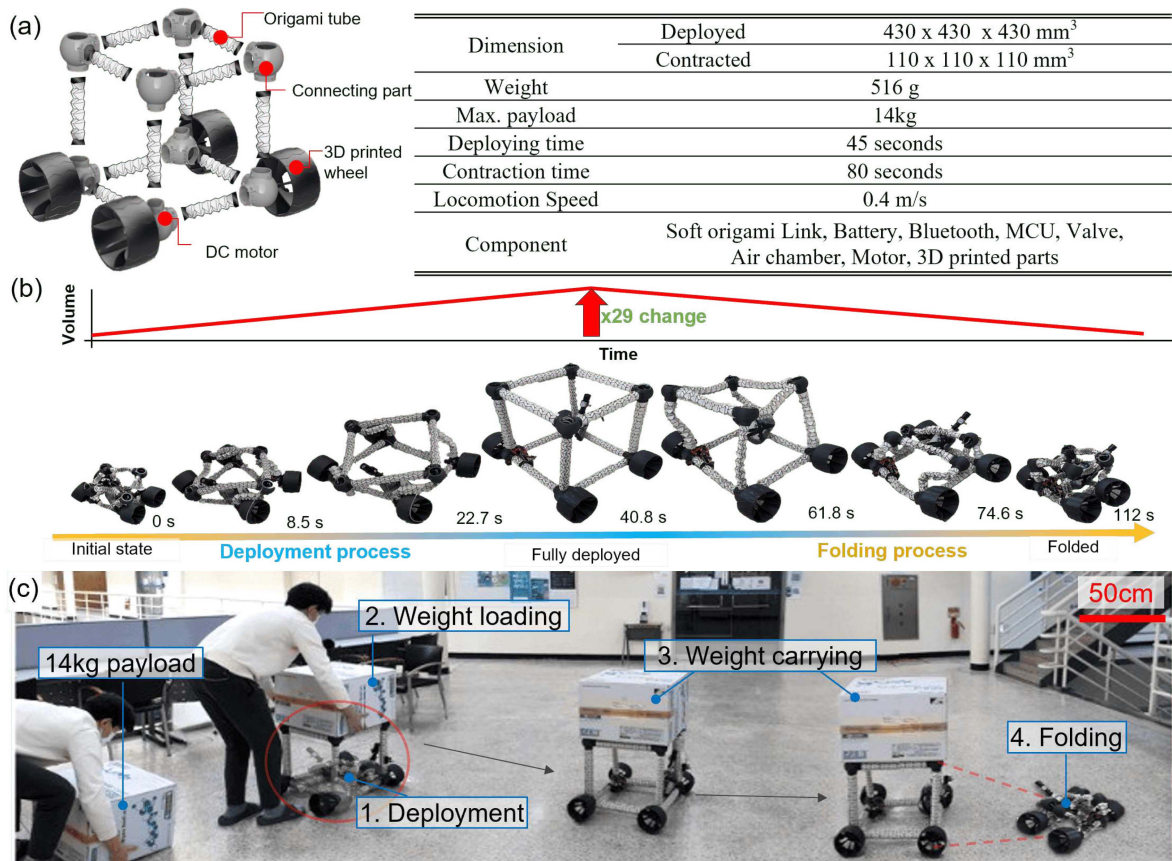 (a)
Origami tube
Connecting part
3D printed
wheel
DC motor
Dimension
Deployed
430 x 430 x 430 mm³
Contracted
110 x 110 x 110 mm³
Weight
516 g
Max. payload
14kg
Deploying time
45 seconds
Contraction time
80 seconds
Locomotion Speed
0.4 m/s
Component
Soft origami Link, Battery, Bluetooth, MCU, Valve,
Air chamber, Motor, 3D printed parts
(b)
Volume
x29 change
Time
0 s
8.5 s
22.7 s
40.8 s
61.8 s
74.6 s
112 s
Initial state
Deployment process
Fully deployed
Folding process
Folded
(c)
14kg payload
2. Weight loading
1. Deployment
3. Weight carrying
50cm
4. Folding